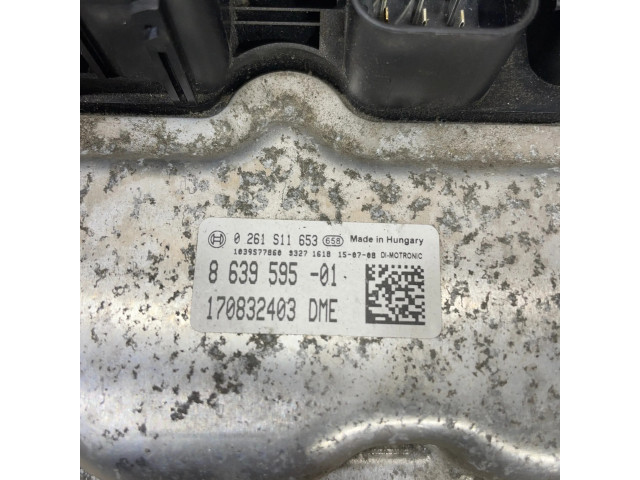 0 261 S11 653 658 Made in Hungary
1039S77860 0327 1618 15-07-08 DI-MOTRONIC
8 639 595 -01
170832403 DME